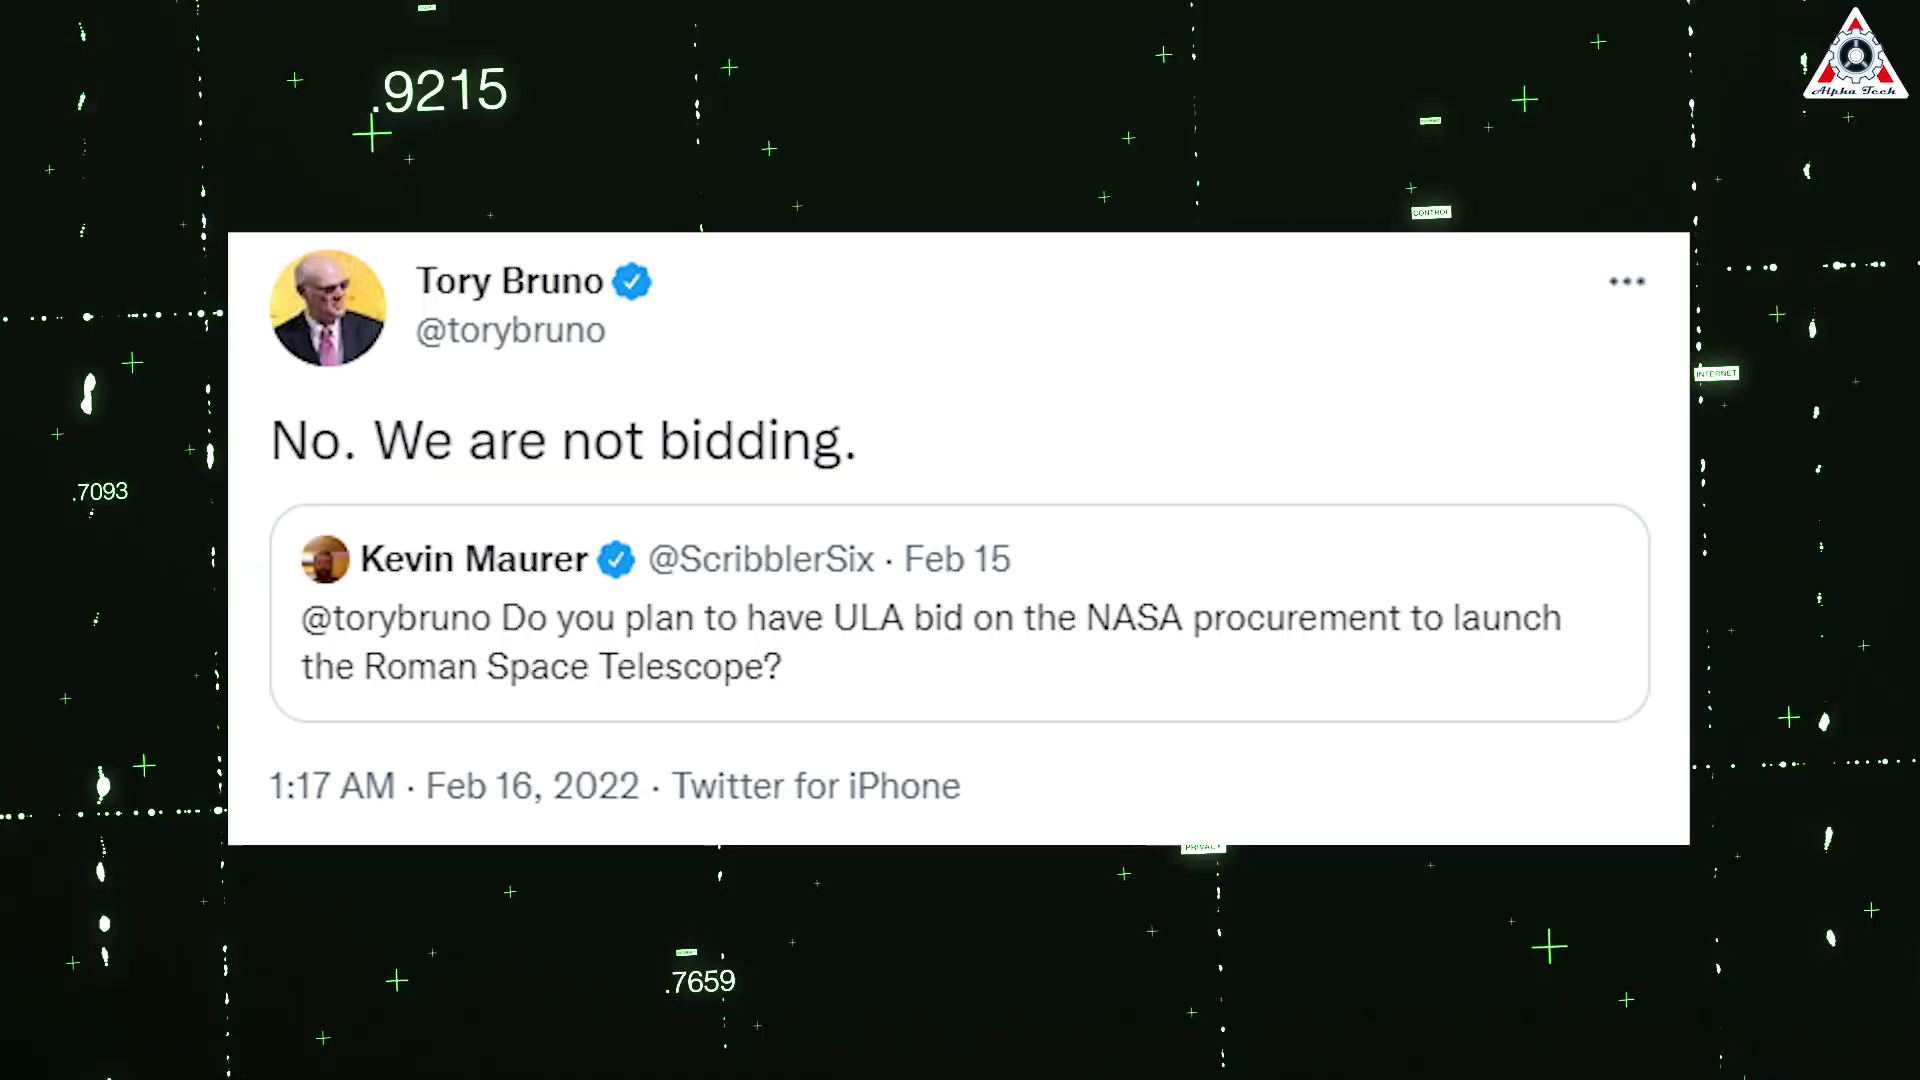 .9215
Alpha Tech
CONTROL
Tory Bruno
@torybruno
INTERNET
No. We are not bidding.
.7093
Kevin Maurer @ScribblerSix · Feb 15
@torybruno Do you plan to have ULA bid on the NASA procurement to launch
the Roman Space Telescope?
1:17 AM · Feb 16, 2022 · Twitter for iPhone
PRIVACY
.7659